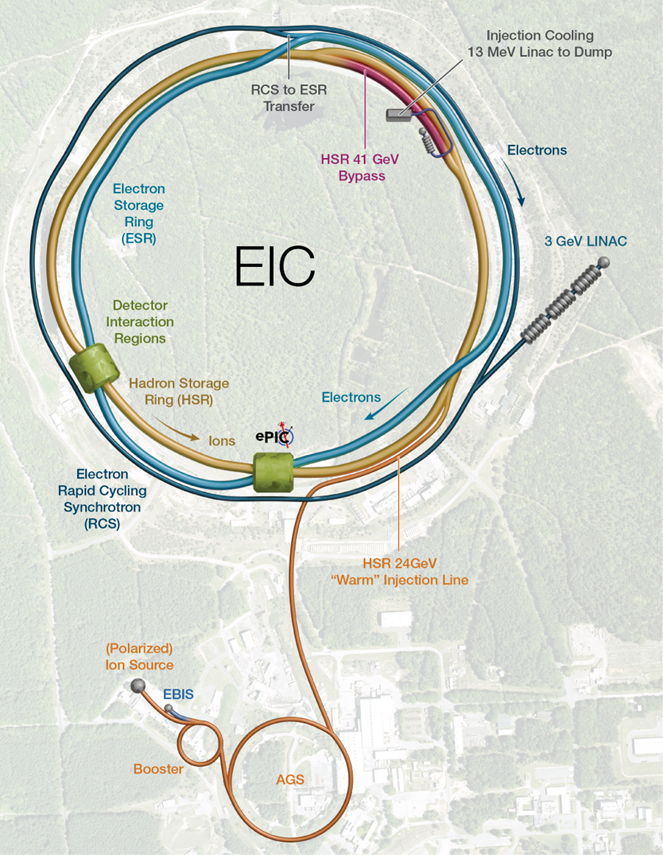 Injection Cooling
13 MeV Linac to Dump
RCS to ESR
Transfer
HSR 41 GeV
Bypass
Electrons
Electron
Storage
Ring
(ESR)
3 GeV LINAC
EIC
Detector
Interaction
Regions
Hadron Storage
Ring (HSR)
Electrons
Ions
ePIC
Electron
Rapid Cycling
Synchrotron
(RCS)
HSR 24GeV
“Warm” Injection Line
(Polarized)
Ion Source
EBIS
Booster
AGS